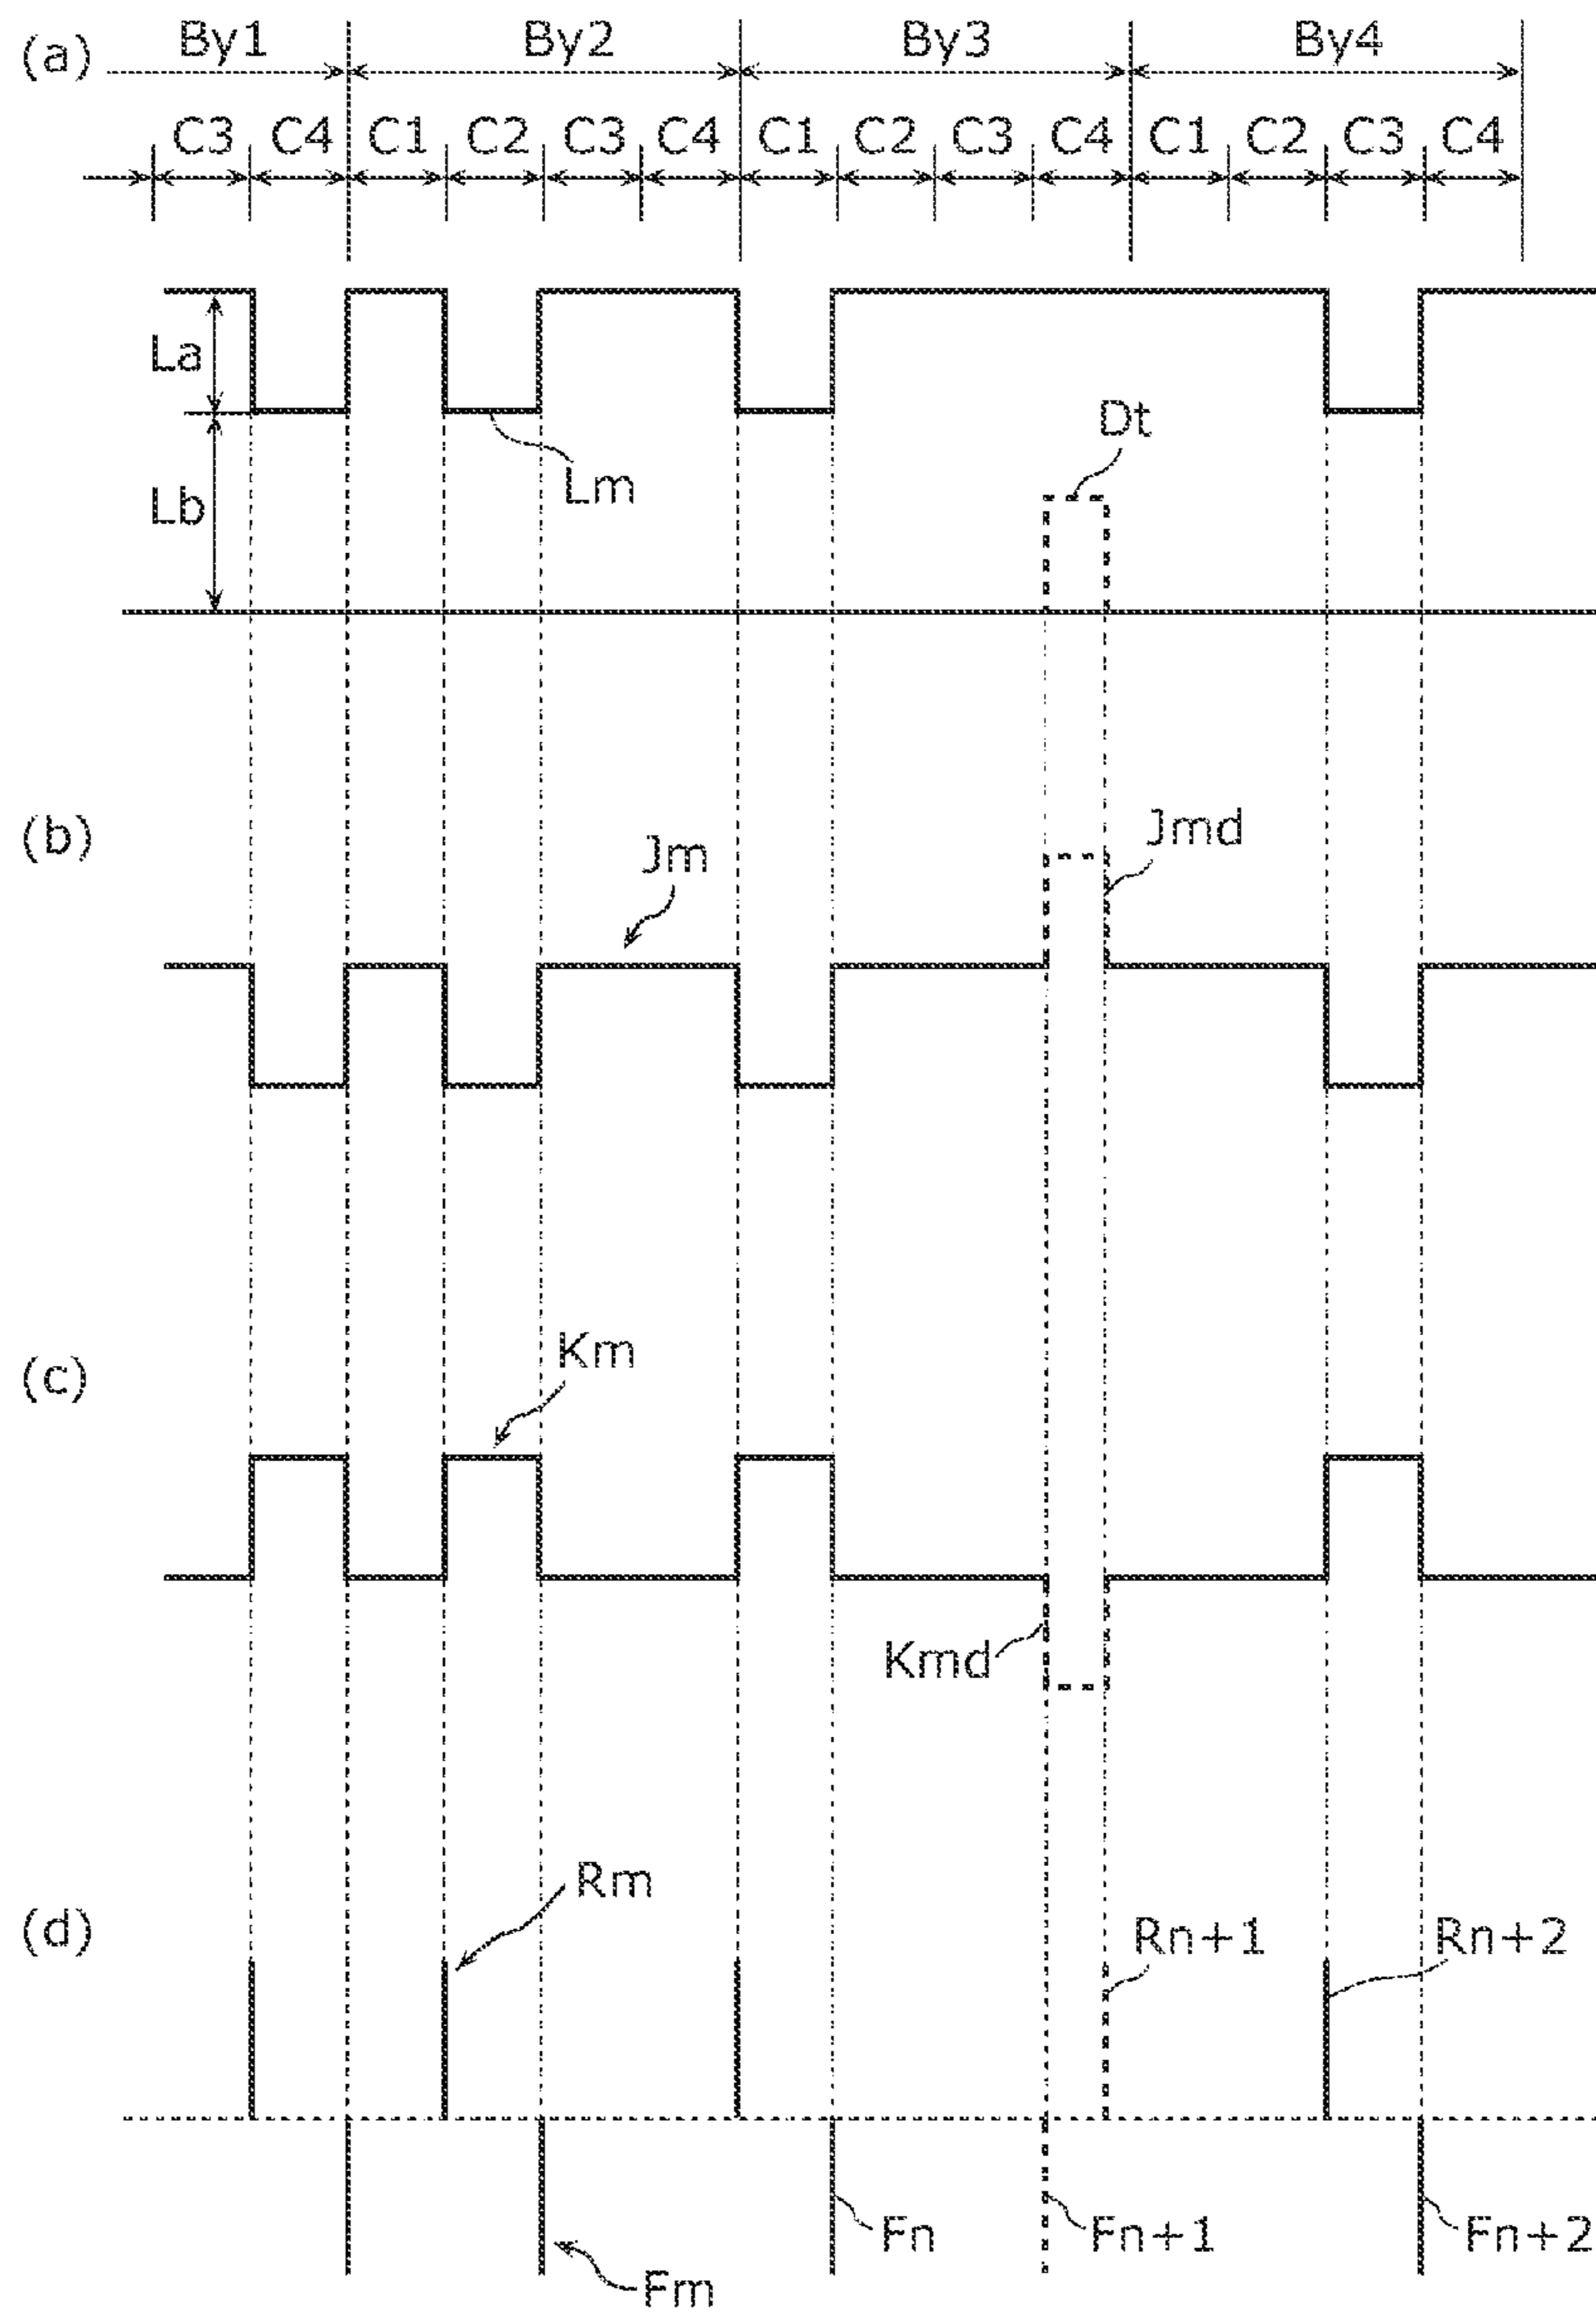 (a) By1 By2 By3 By4
C3 C4 C1 C2 C3 C4 C1 C2 C3 C4 C1 C2 C3 C4
La
Dt
Lm
Lb
(b)
Jm
Jmd
(c)
Km
Kmd
(d)
Rm
Rn+1
Rn+2
Fn
Fn+1
Fn+2
Fm